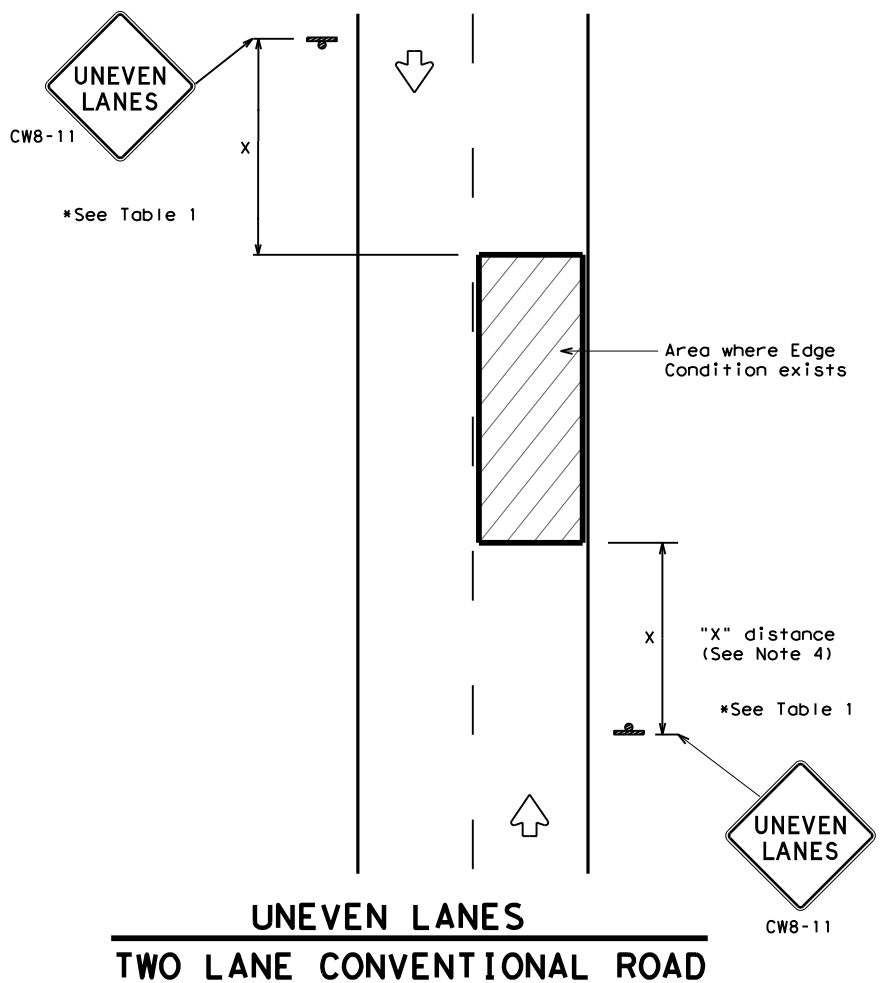 UNEVEN
LANES
CW8-11
X
*See Table 1
Area where Edge
Condition exists
X
"X" distance
(See Note 4)
*See Table 1
UNEVEN
LANES
CW8-11
UNEVEN LANES
TWO LANE CONVENTIONAL ROAD